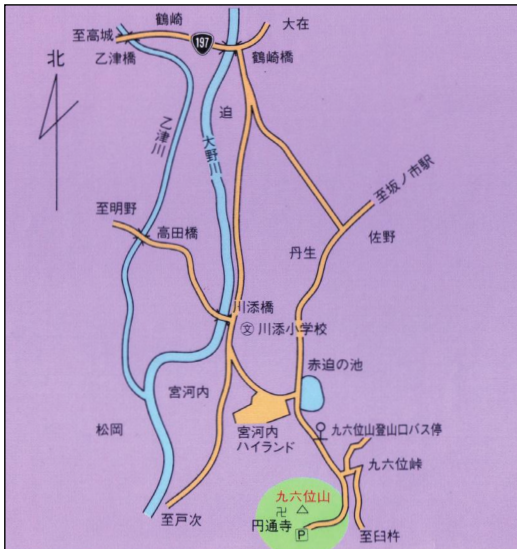 鶴崎
大在
至高城
197
北
乙津橋
鶴崎橋
迫
乙津川
大野川
至坂ノ市駅
至明野
高田橋
佐野
丹生
川添橋
文 川添小学校
赤迫の池
宮河内
松岡
宮河内
ハイランド
九六位山登山口バス停
九六位峠
九六位山
卍
円通寺
P
至戸次
至臼杵